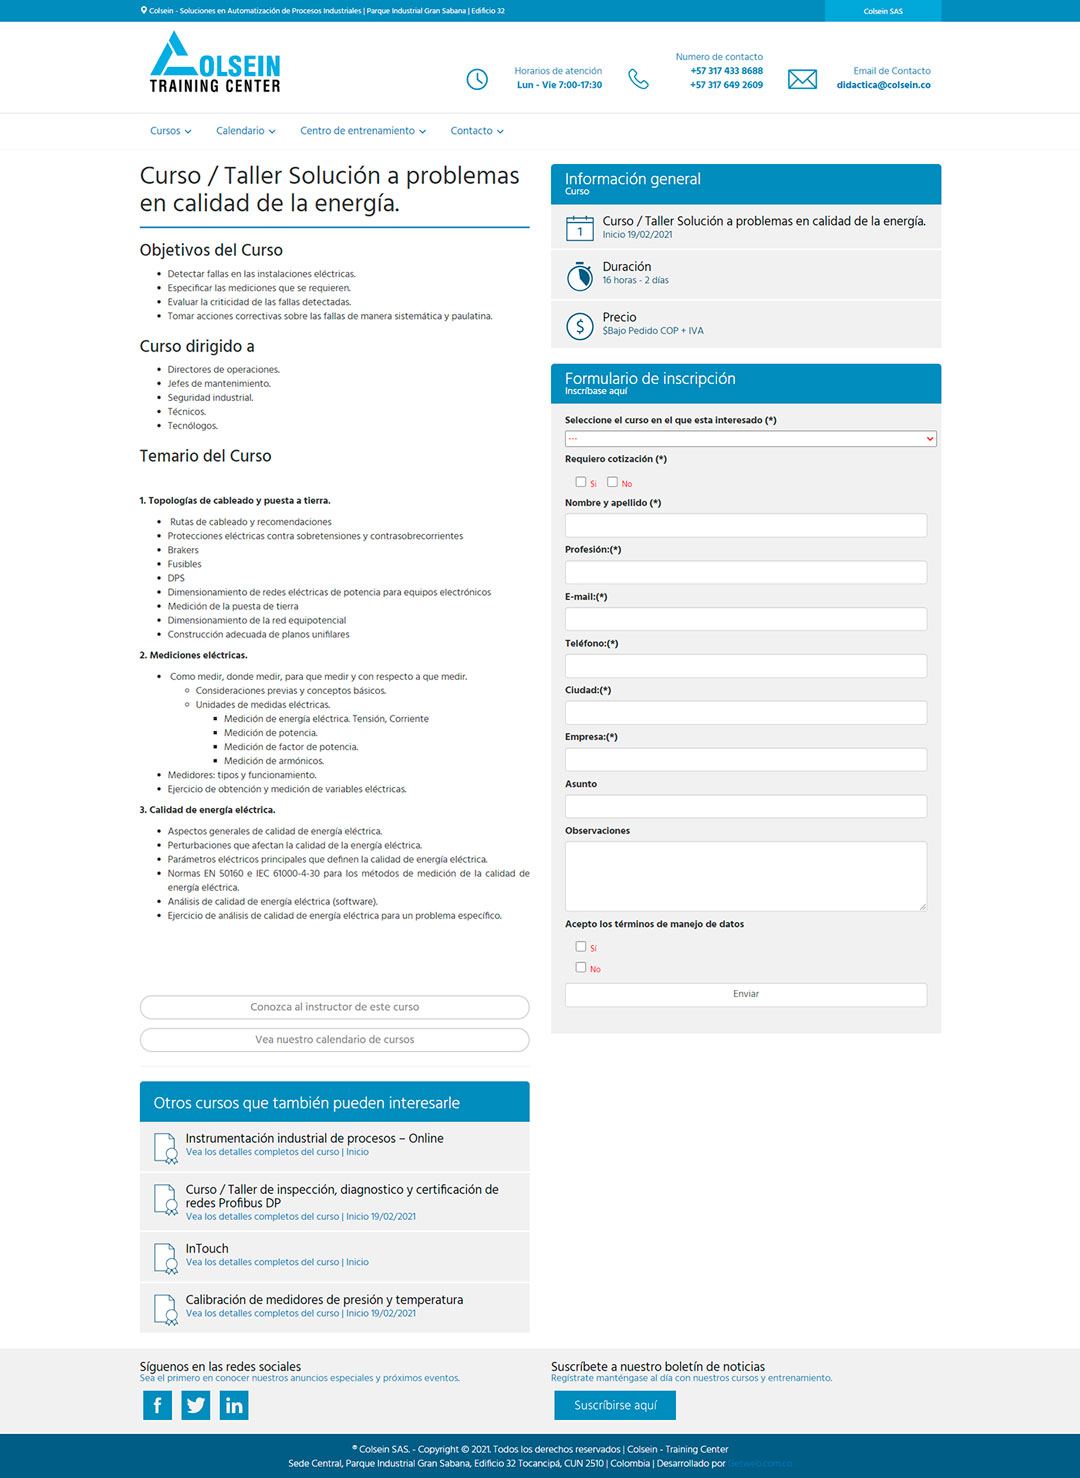 Colsein - Soluciones en Automatización de Procesos Industriales | Parque Industrial Gran Sabana | Edificio 32
Colsein SAS
COLSEIN
TRAINING CENTER
Horarios de atención
Lun - Vie 7:00-17:30
Numero de contacto
+57 317 433 8688
+57 317 649 2609
Email de Contacto
didactica@colsein.co
Cursos
Calendario
Centro de entrenamiento
Contacto
Curso / Taller Solución a problemas
en calidad de la energía.
Objetivos del Curso
Detectar fallas en las instalaciones eléctricas.
Especificar las mediciones que se requieren.
Evaluar la criticidad de las fallas detectadas.
Tomar acciones correctivas sobre las fallas de manera sistemática y paulatina.
Curso dirigido a
Directores de operaciones.
Jefes de mantenimiento.
Seguridad industrial.
Técnicos.
Tecnólogos.
Temario del Curso
1. Topologías de cableado y puesta a tierra.
Rutas de cableado y recomendaciones
Protecciones eléctricas contra sobretensiones y contrasobrecorrientes
Brakers
Fusibles
DPS
Dimensionamiento de redes eléctricas de potencia para equipos electrónicos
Medición de la puesta de tierra
Dimensionamiento de la red equipotencial
Construcción adecuada de planos unifilares
2. Mediciones eléctricas.
Como medir, donde medir, para que medir y con respecto a que medir.
Consideraciones previas y conceptos básicos.
Unidades de medidas eléctricas.
Medición de energía eléctrica. Tensión, Corriente
Medición de potencia.
Medición de factor de potencia.
Medición de armónicos.
Medidores: tipos y funcionamiento.
Ejercicio de obtención y medición de variables eléctricas.
3. Calidad de energía eléctrica.
Aspectos generales de calidad de energía eléctrica.
Perturbaciones que afectan la calidad de la energía eléctrica.
Parámetros eléctricos principales que definen la calidad de energía eléctrica.
Normas EN 50160 e IEC 61000-4-30 para los métodos de medición de la calidad de
energía eléctrica.
Análisis de calidad de energía eléctrica (software).
Ejercicio de análisis de calidad de energía eléctrica para un problema específico.
Conozca al instructor de este curso
Vea nuestro calendario de cursos
Otros cursos que también pueden interesarle
Instrumentación industrial de procesos – Online
Vea los detalles completos del curso | Inicio
Curso / Taller de inspección, diagnostico y certificación de
redes Profibus DP
Vea los detalles completos del curso | Inicio 19/02/2021
InTouch
Vea los detalles completos del curso | Inicio
Calibración de medidores de presión y temperatura
Vea los detalles completos del curso | Inicio 19/02/2021
Información general
Curso
1
Curso / Taller Solución a problemas en calidad de la energía.
Inicio 19/02/2021
Duración
16 horas - 2 días
$
Precio
$Bajo Pedido COP + IVA
Formulario de inscripción
Inscríbase aquí
Seleccione el curso en el que esta interesado (*)
---
Requiero cotización (*)
Si No
Nombre y apellido (*)
Profesión:(*)
E-mail:(*)
Teléfono:(*)
Ciudad:(*)
Empresa:(*)
Asunto
Observaciones
Acepto los términos de manejo de datos
Sí
No
Enviar
Síguenos en las redes sociales
Sea el primero en conocer nuestros anuncios especiales y próximos eventos.
f in
Suscríbete a nuestro boletín de noticias
Regístrate manténgase al día con nuestros cursos y entrenamiento.
Suscríbirse aquí
® Colsein SAS. - Copyright © 2021. Todos los derechos reservados | Colsein - Training Center
Sede Central, Parque Industrial Gran Sabana, Edificio 32 Tocancipá, CUN 2510 | Colombia | Desarrollado por Getweb.com.co